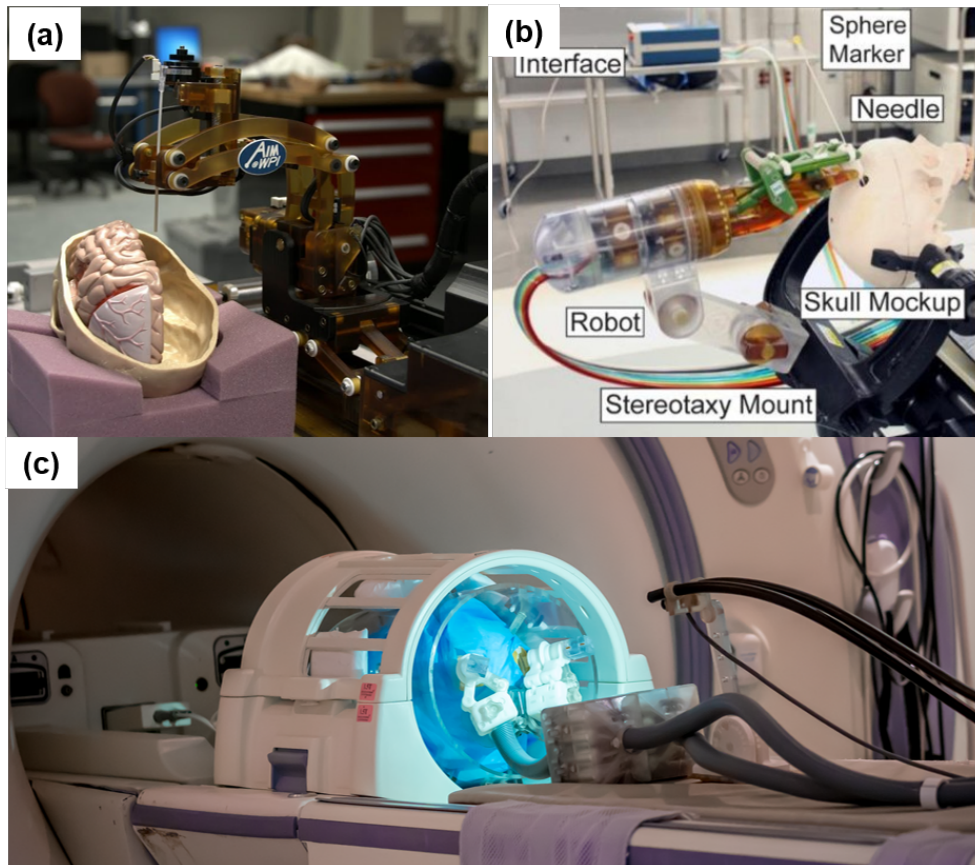 (a)
AiM
WPI
(b)
Interface
Sphere
Marker
Needle
Robot
Skull Mockup
Stereotaxy Mount
(c)